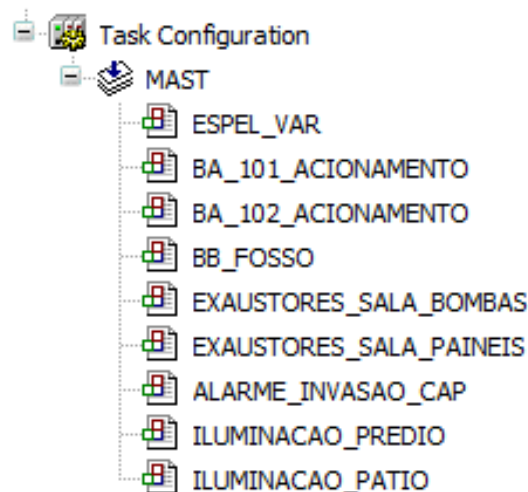 Task Configuration
MAST
ESPEL_VAR
BA_101_ACIONAMENTO
BA_102_ACIONAMENTO
BB_FOSSO
EXAUSTORES_SALA_BOMBAS
EXAUSTORES_SALA_PAINEIS
ALARME_INVASAO_CAP
ILUMINACAO_PREDIO
ILUMINACAO_PATIO